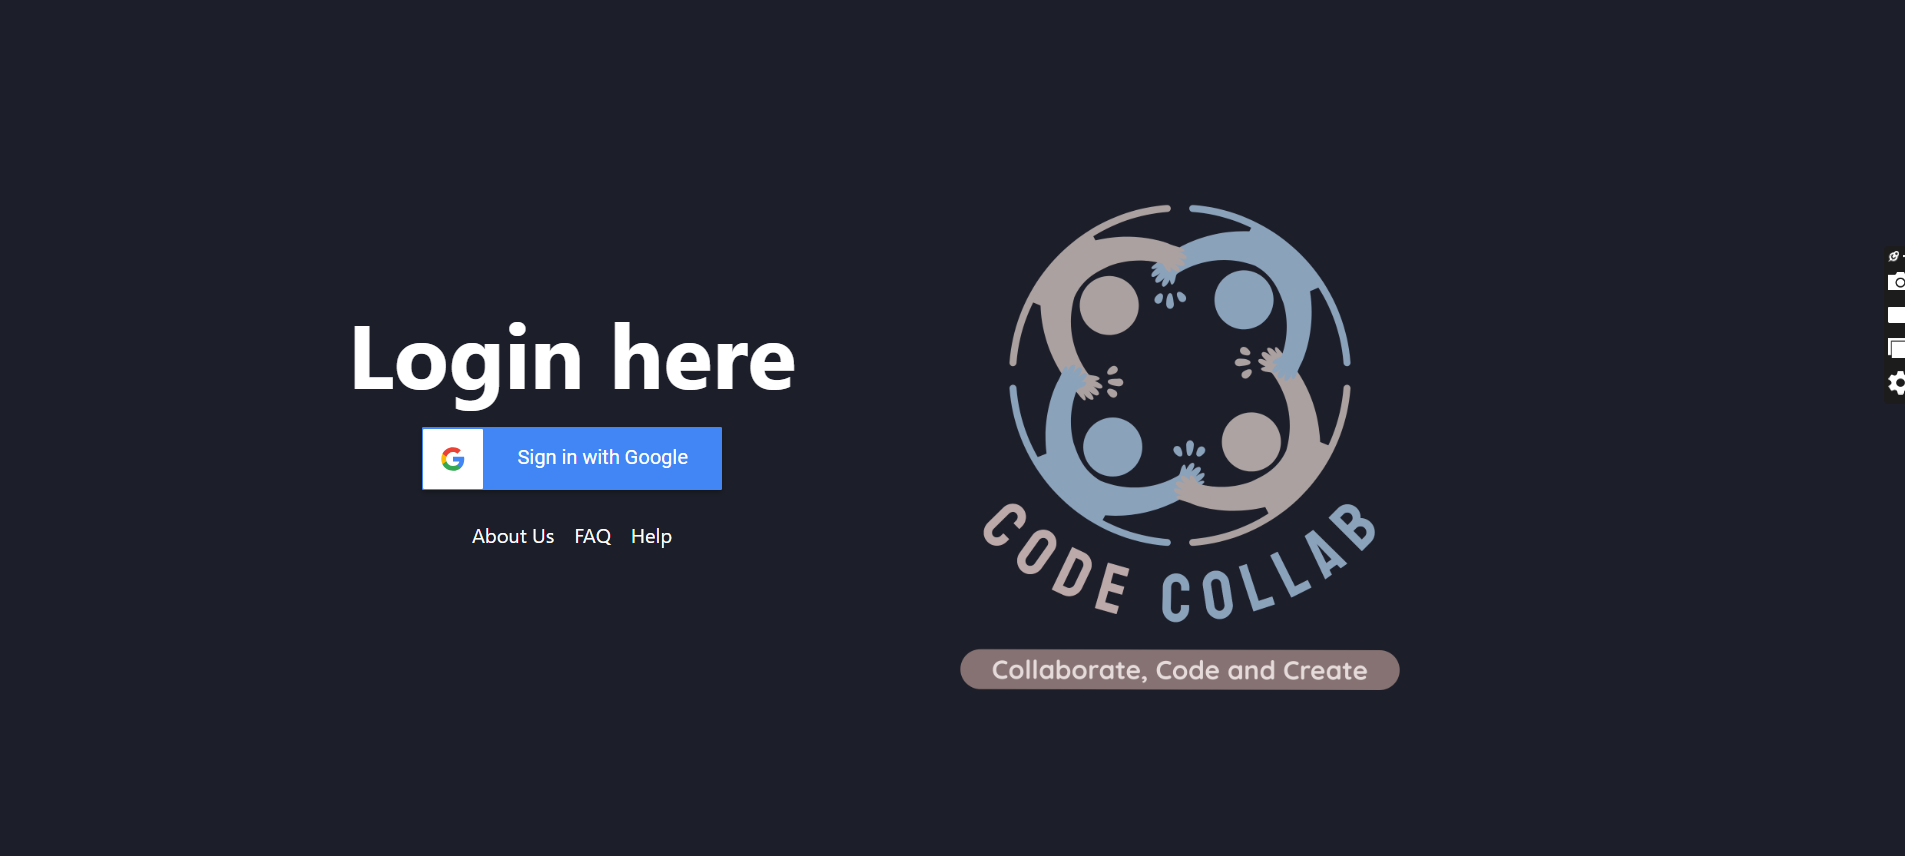 Login here
Sign in with Google
About Us FAQ Help
CODE COLLAB
Collaborate, Code and Create